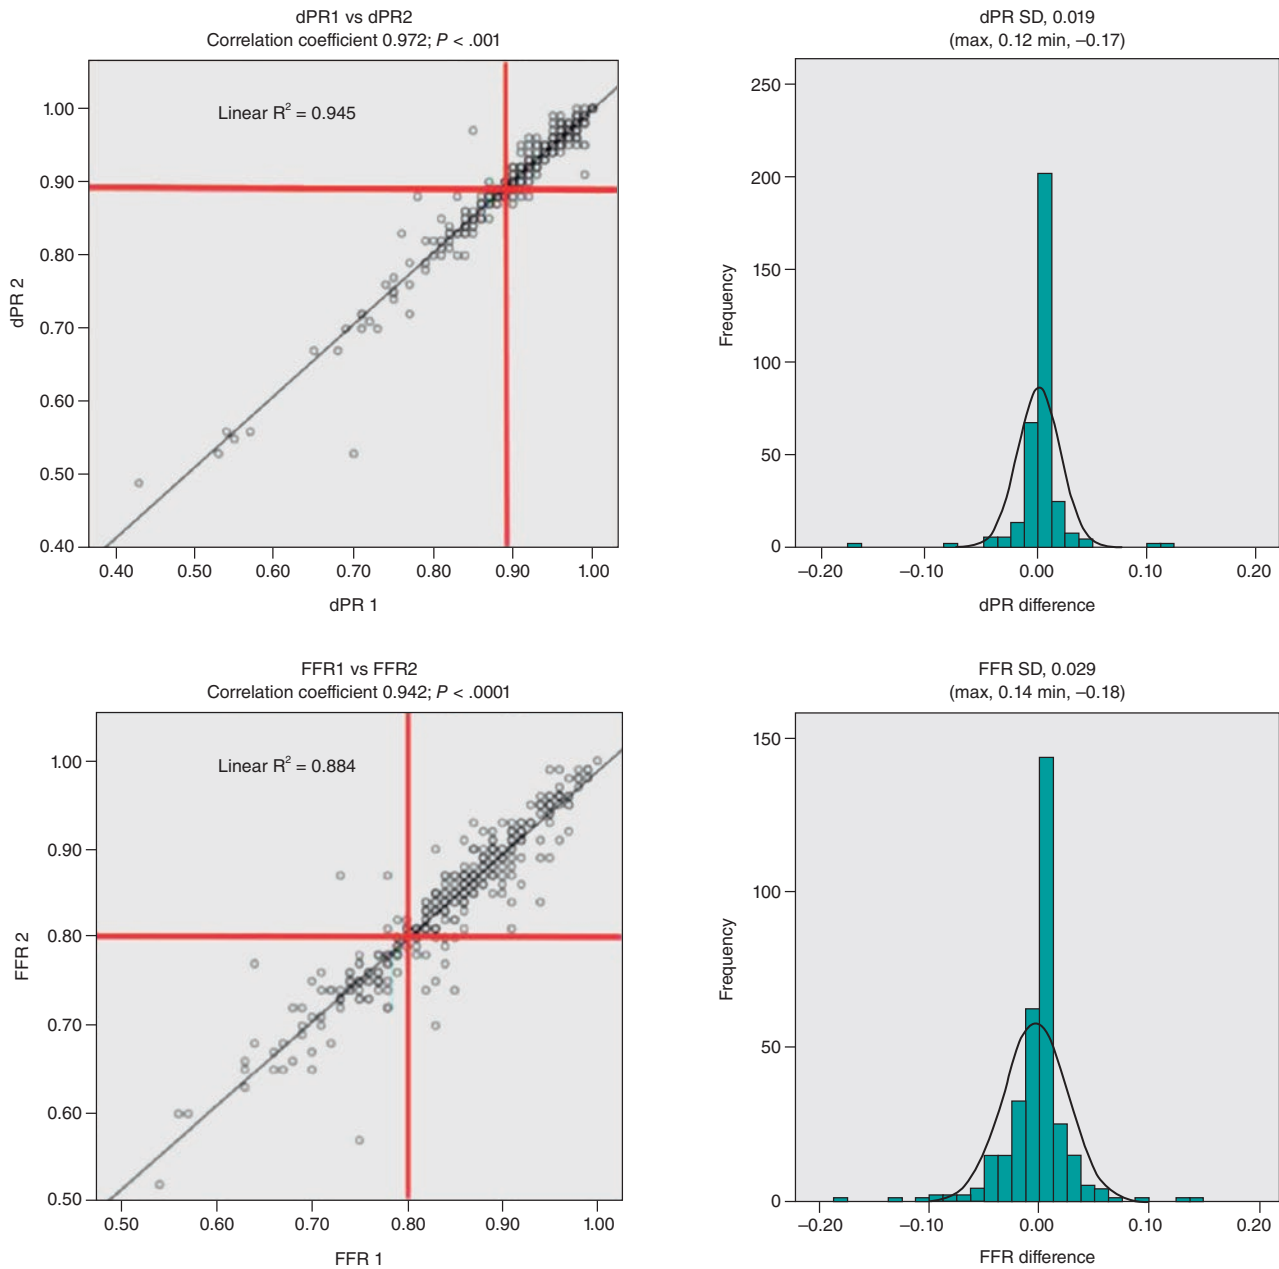 dPR1 vs dPR2
Correlation coefficient 0.972; P < .001
Linear R² = 0.945
1.00
0.90
0.80
0.70
0.60
0.50
0.40
dPR 2
0.40 0.50 0.60 0.70 0.80 0.90 1.00
dPR 1
dPR SD, 0.019
(max, 0.12 min, –0.17)
250
200
150
100
50
0
Frequency
–0.20 –0.10 0.00 0.10 0.20
dPR difference
FFR1 vs FFR2
Correlation coefficient 0.942; P < .0001
Linear R² = 0.884
1.00
0.90
0.80
0.70
0.60
0.50
FFR 2
0.50 0.60 0.70 0.80 0.90 1.00
FFR 1
FFR SD, 0.029
(max, 0.14 min, –0.18)
150
100
50
0
Frequency
–0.20 –0.10 0.00 0.10 0.20
FFR difference